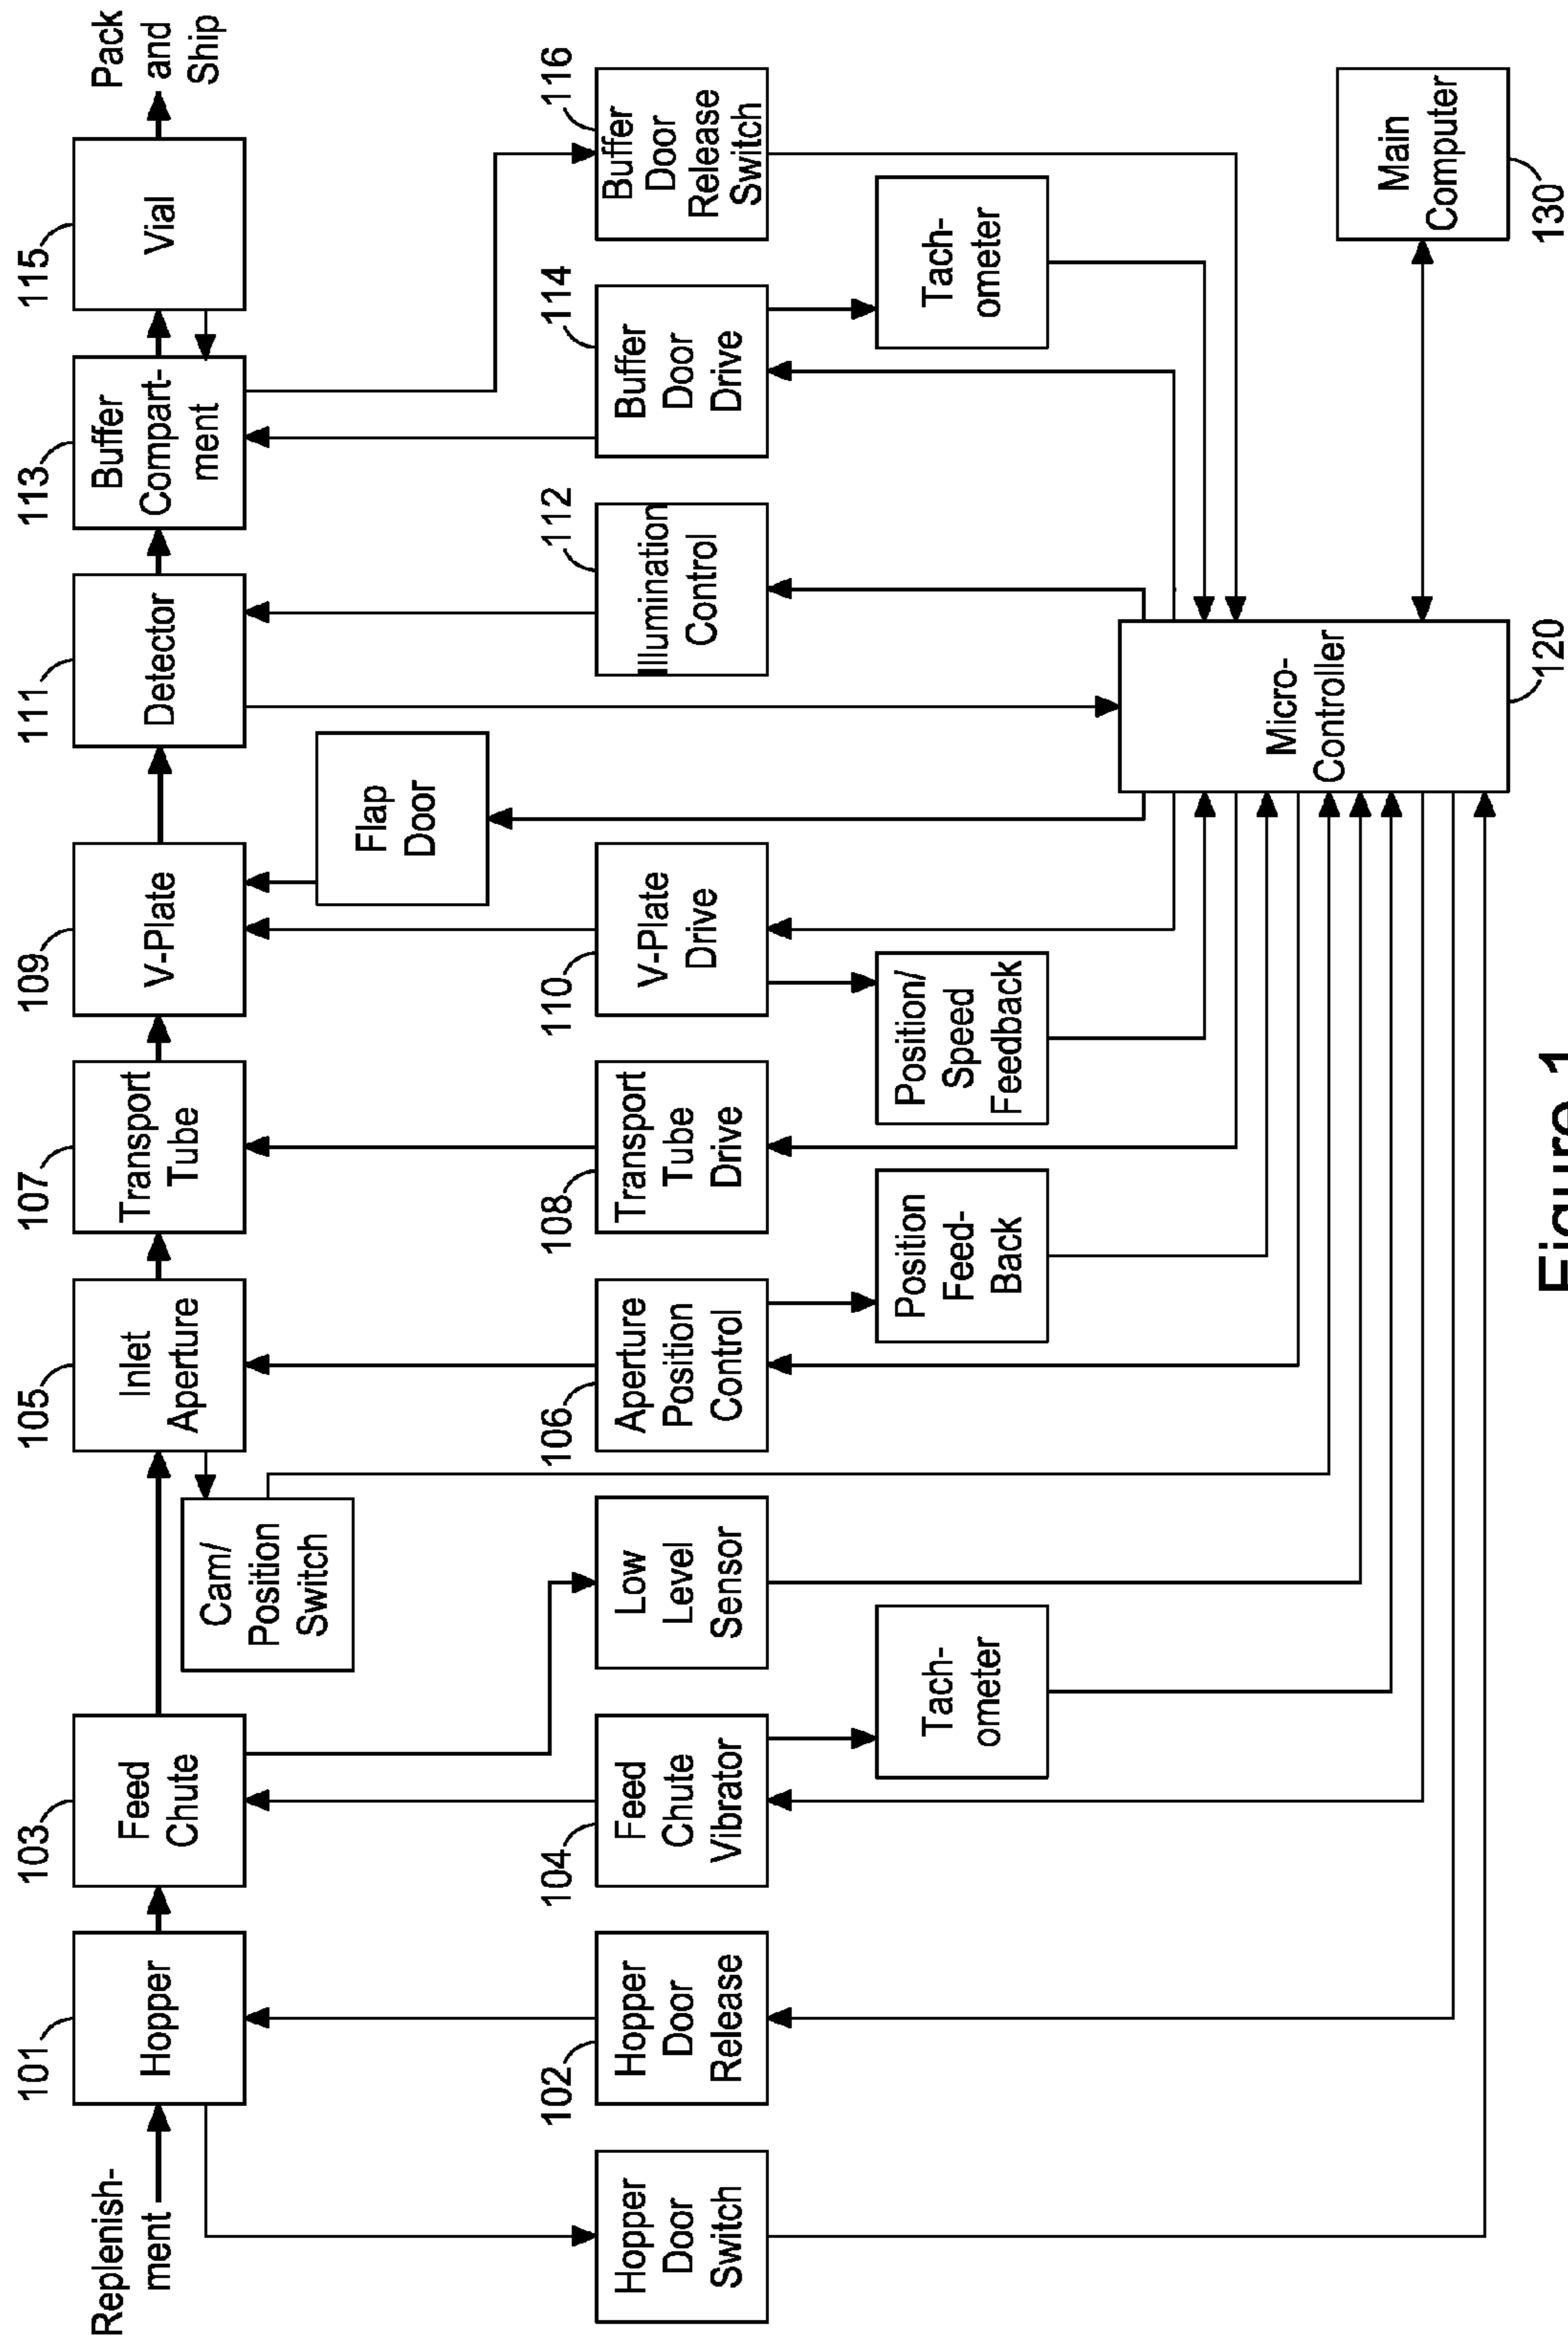 Replenish-
ment
101
Hopper
103
Feed
Chute
105
Inlet
Aperture
107
Transport
Tube
109
V-Plate
111
Detector
113
Buffer
Compart-
ment
115
Vial
Pack
and
Ship
Cam/
Position
Switch
Flap
Door
Hopper
Door
Switch
102
Hopper
Door
Release
104
Feed
Chute
Vibrator
Low
Level
Sensor
106
Aperture
Position
Control
108
Transport
Tube
Drive
110
V-Plate
Drive
112
Illumination
Control
114
Buffer
Door
Drive
116
Buffer
Door
Release
Switch
Tach-
ometer
Position
Feed-
Back
Position/
Speed
Feedback
Tach-
ometer
Micro-
Controller
120
Main
Computer
130
Figure 1